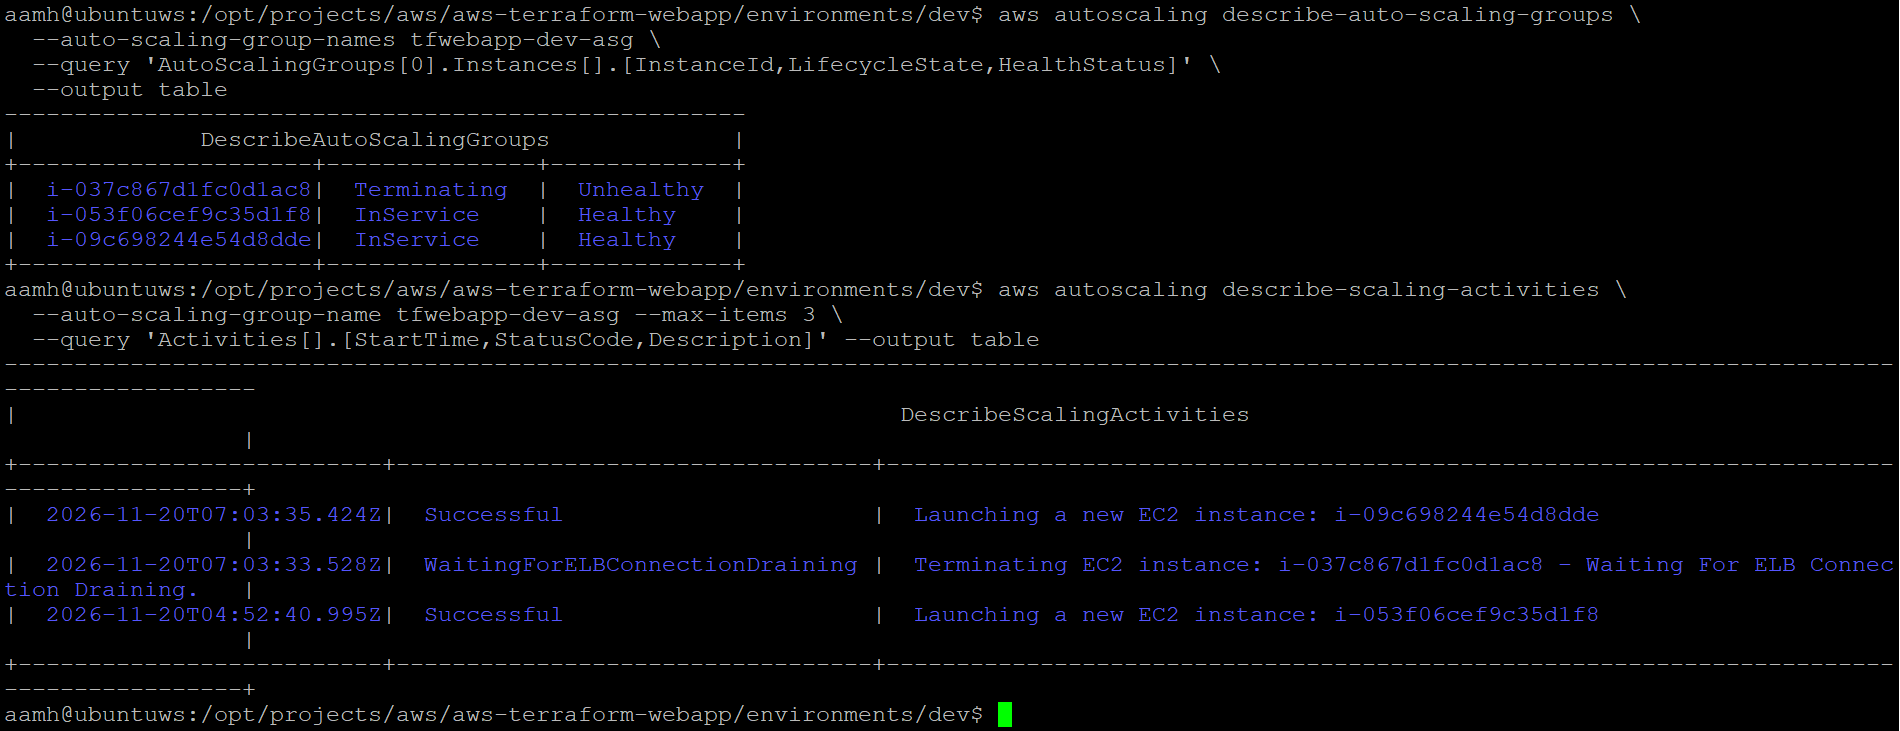 aamh@ubuntuws:/opt/projects/aws/aws-terraform-webapp/environments/dev$ aws autoscaling describe-auto-scaling-groups \
  --auto-scaling-group-names tfwebapp-dev-asg \
  --query 'AutoScalingGroups[0].Instances[].[InstanceId,LifecycleState,HealthStatus]' \
  --output table
-----------------------------------------------------
|             DescribeAutoScalingGroups             |
+----------------------+---------------+-------------+
|  i-037c867d1fc0d1ac8|  Terminating  |  Unhealthy  |
|  i-053f06cef9c35d1f8|  InService    |  Healthy    |
|  i-09c698244e54d8dde|  InService    |  Healthy    |
+----------------------+---------------+-------------+
aamh@ubuntuws:/opt/projects/aws/aws-terraform-webapp/environments/dev$ aws autoscaling describe-scaling-activities \
  --auto-scaling-group-name tfwebapp-dev-asg --max-items 3 \
  --query 'Activities[].[StartTime,StatusCode,Description]' --output table
---------------------------------------------------------------------------------------------------------------------------------------
------------------
|                                                               DescribeScalingActivities
                 |
+--------------------------+----------------------------------+------------------------------------------------------------------------
-----------------+
|  2026-11-20T07:03:35.424Z|  Successful                      |  Launching a new EC2 instance: i-09c698244e54d8dde
                 |
|  2026-11-20T07:03:33.528Z|  WaitingForELBConnectionDraining |  Terminating EC2 instance: i-037c867d1fc0d1ac8 - Waiting For ELB Connec
tion Draining.   |
|  2026-11-20T04:52:40.995Z|  Successful                      |  Launching a new EC2 instance: i-053f06cef9c35d1f8
                 |
+--------------------------+----------------------------------+------------------------------------------------------------------------
-----------------+
aamh@ubuntuws:/opt/projects/aws/aws-terraform-webapp/environments/dev$